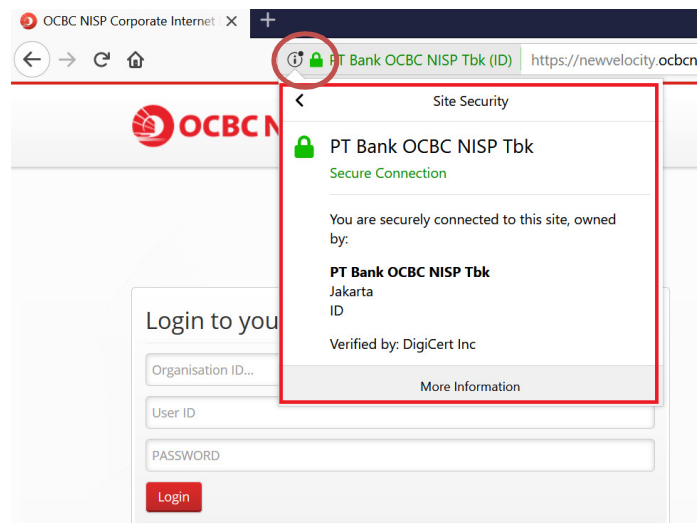 OCBC NISP Corporate Internet
PT Bank OCBC NISP Tbk (ID) https://newvelocity.ocbcn
Site Security
OCBC N
PT Bank OCBC NISP Tbk
Secure Connection
You are securely connected to this site, owned
by:
PT Bank OCBC NISP Tbk
Jakarta
ID
Login to you
Verified by: DigiCert Inc
Organisation ID...
More Information
User ID
PASSWORD
Login